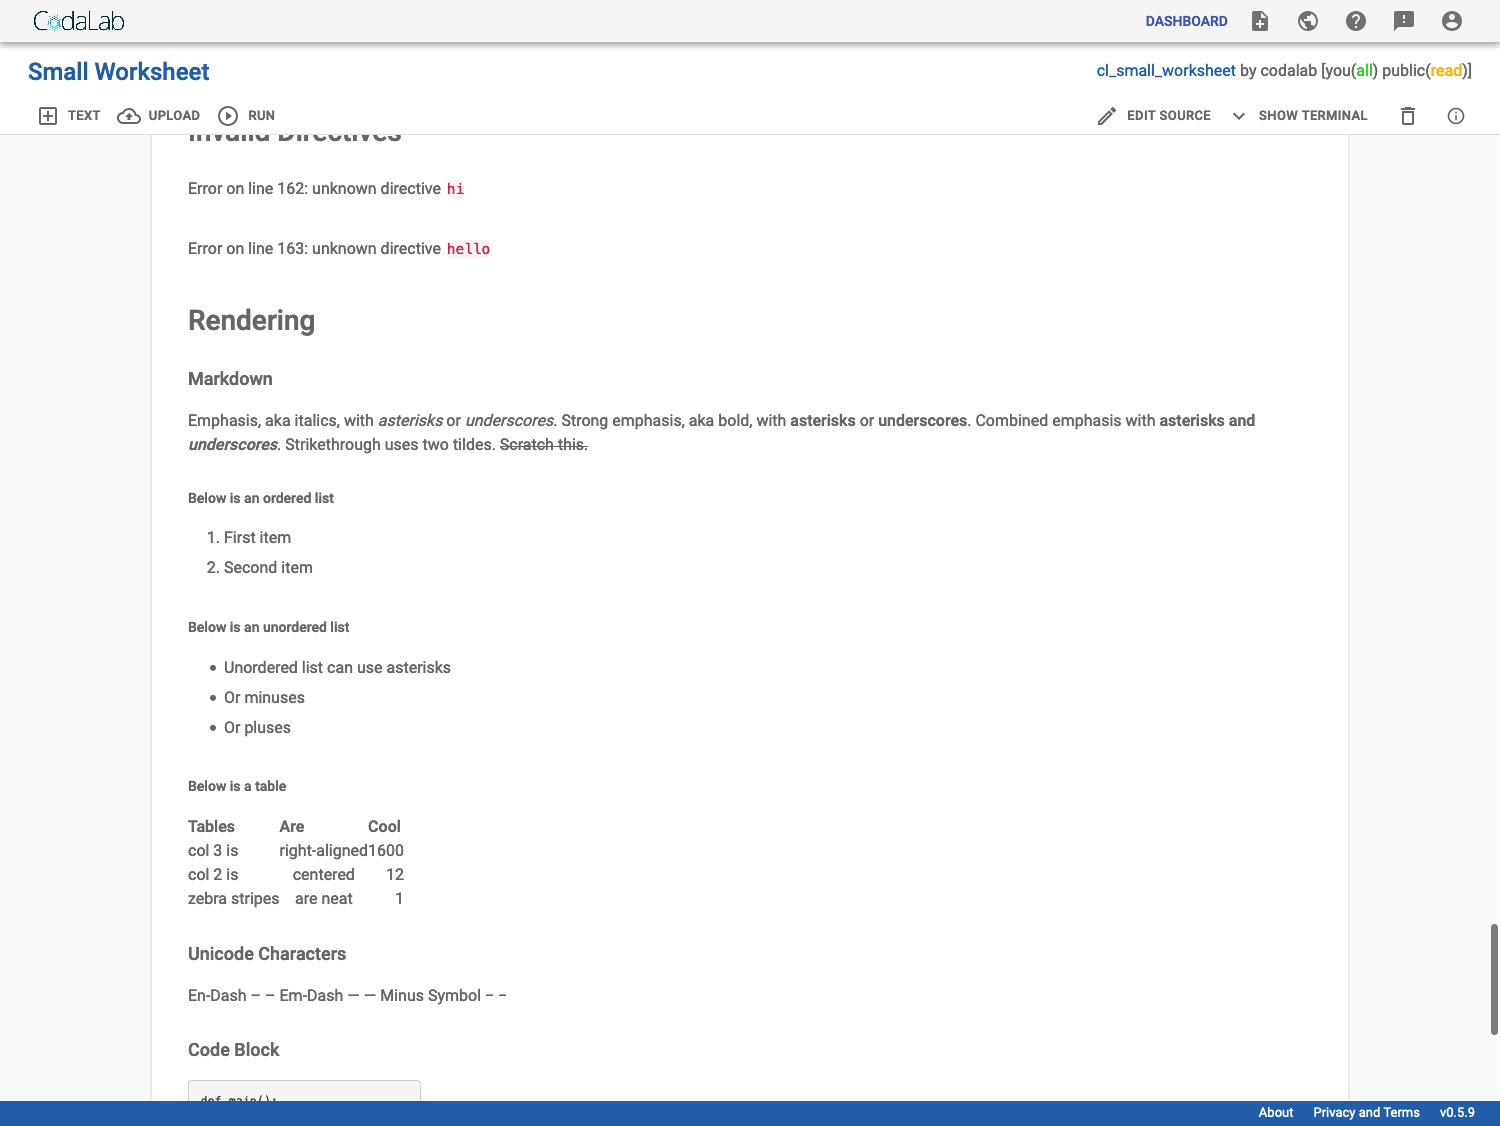 CodaLab
DASHBOARD
Small Worksheet
cl_small_worksheet by codalab [you(all) public(read)]
TEXT UPLOAD RUN
EDIT SOURCE SHOW TERMINAL
Invalid Directives
Error on line 162: unknown directive hi
Error on line 163: unknown directive hello
Rendering
Markdown
Emphasis, aka italics, with asterisks or underscores. Strong emphasis, aka bold, with asterisks or underscores. Combined emphasis with asterisks and
underscores. Strikethrough uses two tildes. Scratch this.
Below is an ordered list
1. First item
2. Second item
Below is an unordered list
• Unordered list can use asterisks
• Or minuses
• Or pluses
Below is a table
Tables Are Cool
col 3 is right-aligned 1600
col 2 is centered 12
zebra stripes are neat 1
Unicode Characters
En-Dash – – Em-Dash — — Minus Symbol − −
Code Block
def main():
About Privacy and Terms v0.5.9